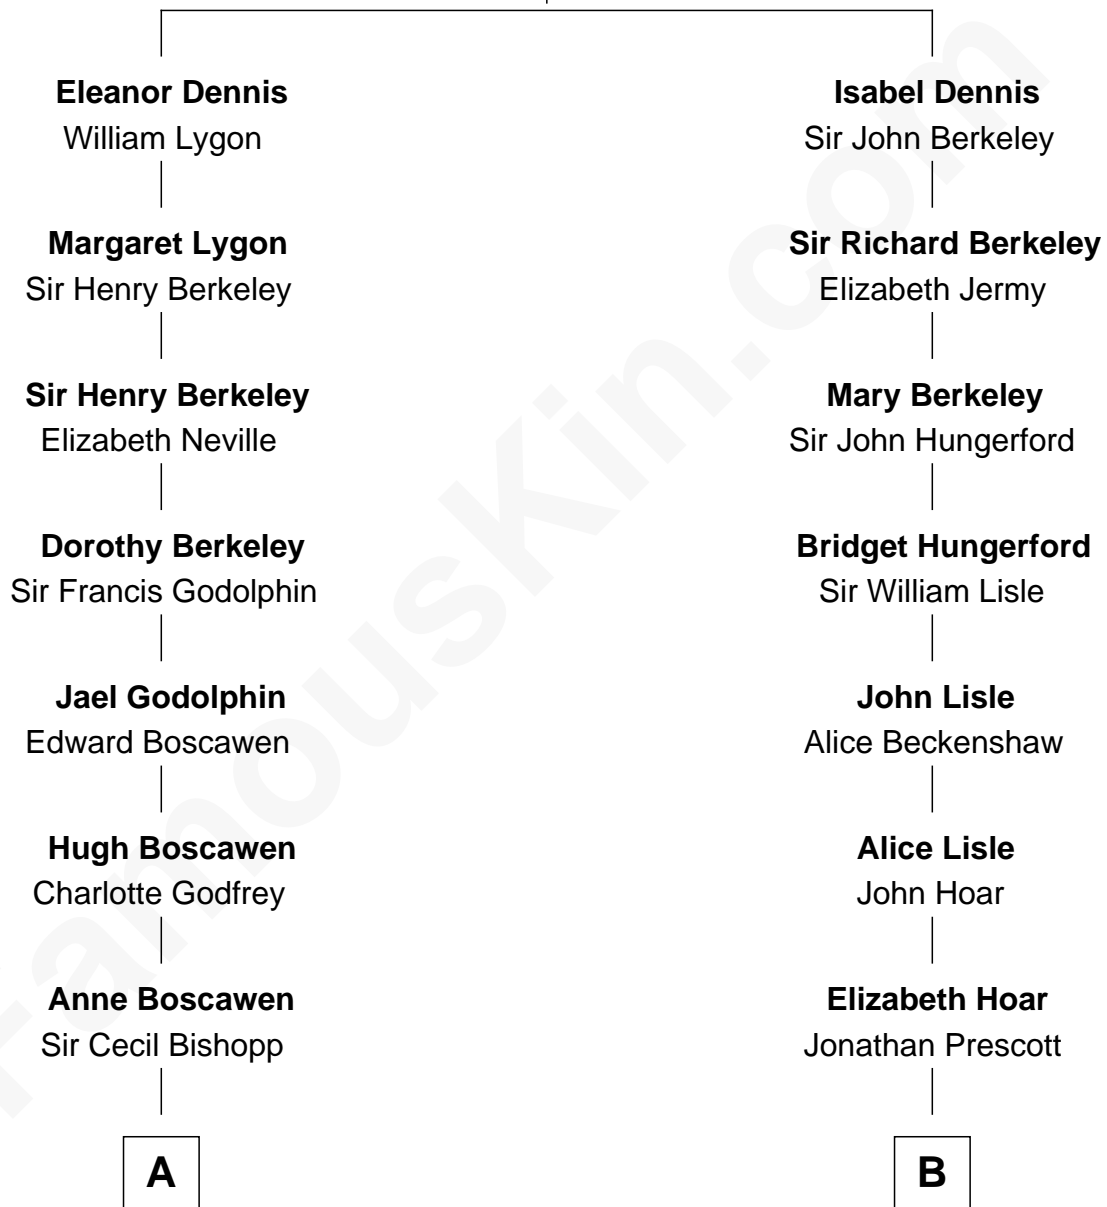 Eleanor Dennis
William Lygon
Margaret Lygon
Sir Henry Berkeley
Sir Henry Berkeley
Elizabeth Neville
Dorothy Berkeley
Sir Francis Godolphin
Jael Godolphin
Edward Boscawen
Hugh Boscawen
Charlotte Godfrey
Anne Boscawen
Sir Cecil Bishopp
A
Isabel Dennis
Sir John Berkeley
Sir Richard Berkeley
Elizabeth Jermy
Mary Berkeley
Sir John Hungerford
Bridget Hungerford
Sir William Lisle
John Lisle
Alice Beckenshaw
Alice Lisle
John Hoar
Elizabeth Hoar
Jonathan Prescott
B
FamousKin.com